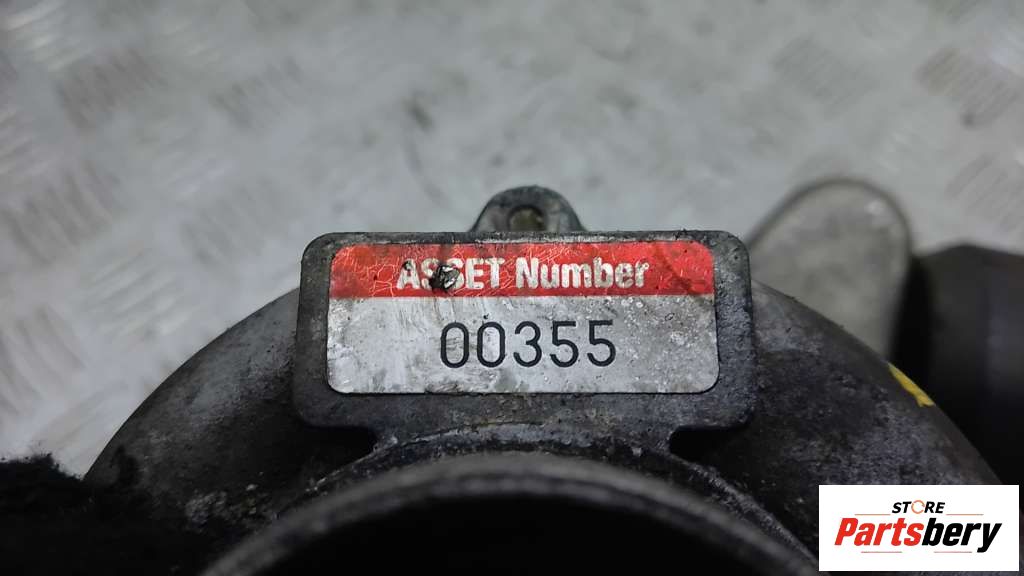 ASSET Number
00355
STORE
Partsbery